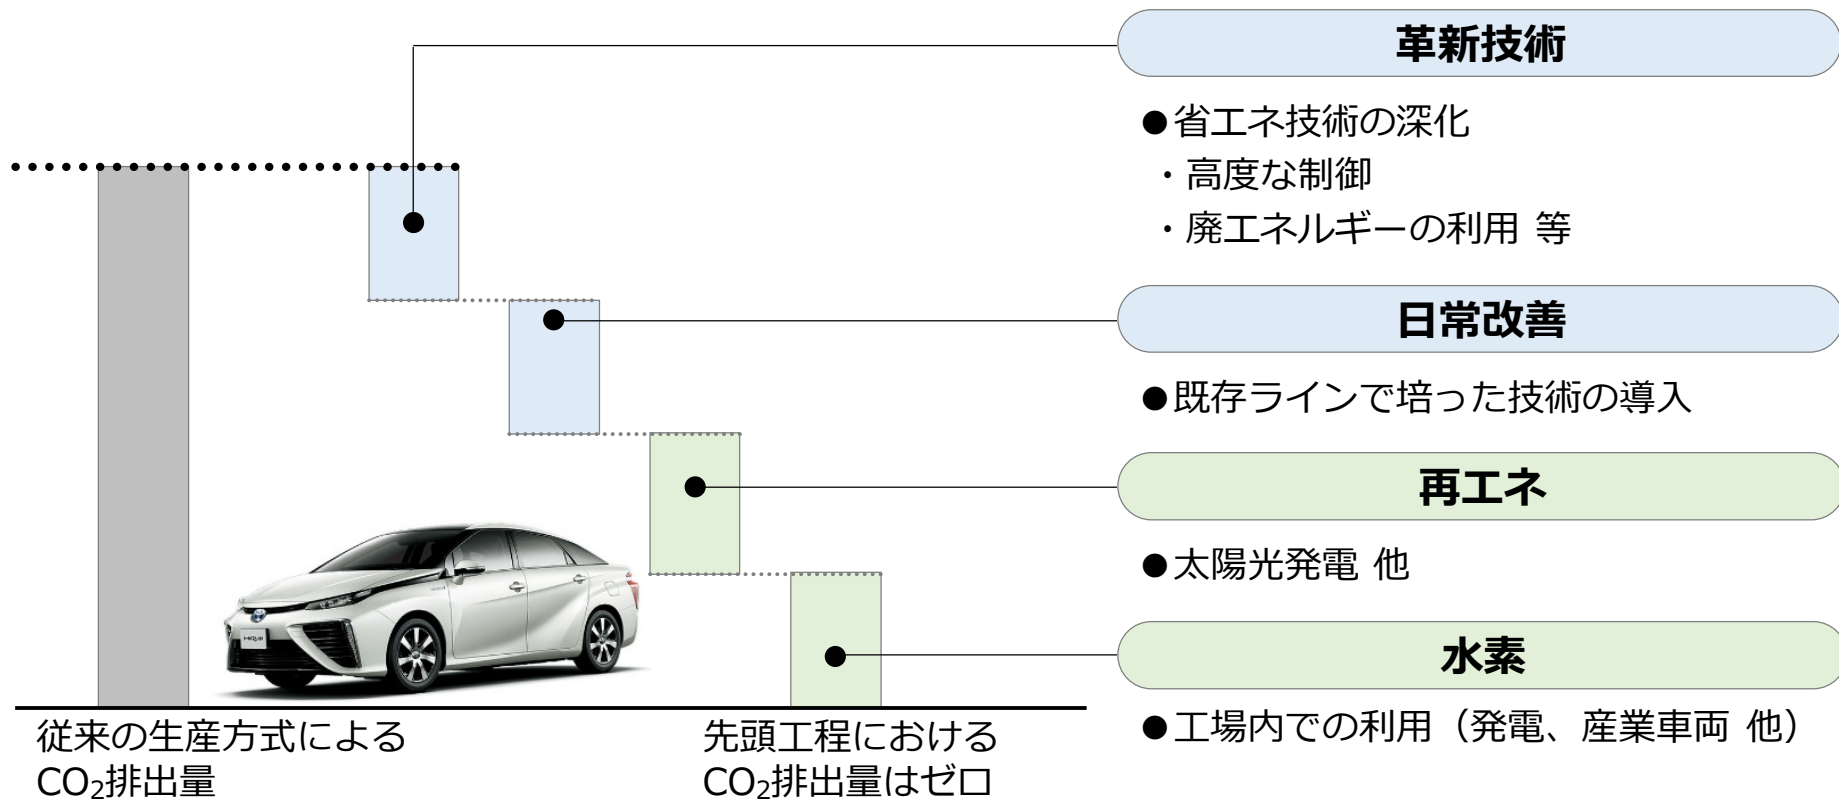 革新技術
●省エネ技術の深化
・高度な制御
・廃エネルギーの利用 等
日常改善
●既存ラインで培った技術の導入
再エネ
●太陽光発電 他
水素
●工場内での利用（発電、産業車両 他）
MIRAI
従来の生産方式による
CO₂排出量
先頭工程における
CO₂排出量はゼロ